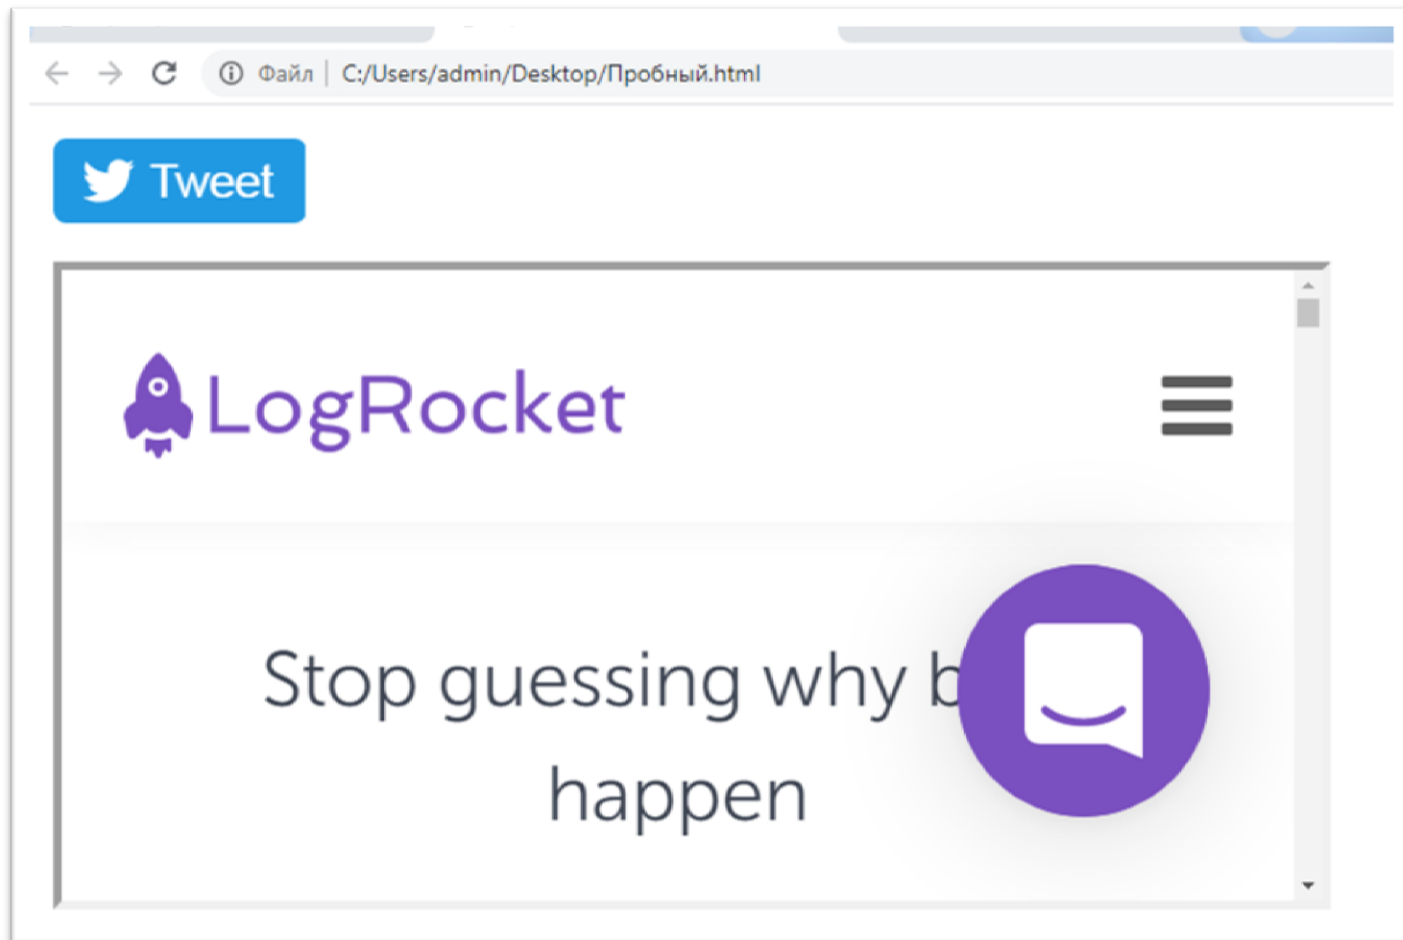 Файл C:/Users/admin/Desktop/Пробный.html
Tweet
LogRocket
Stop guessing why b
happen